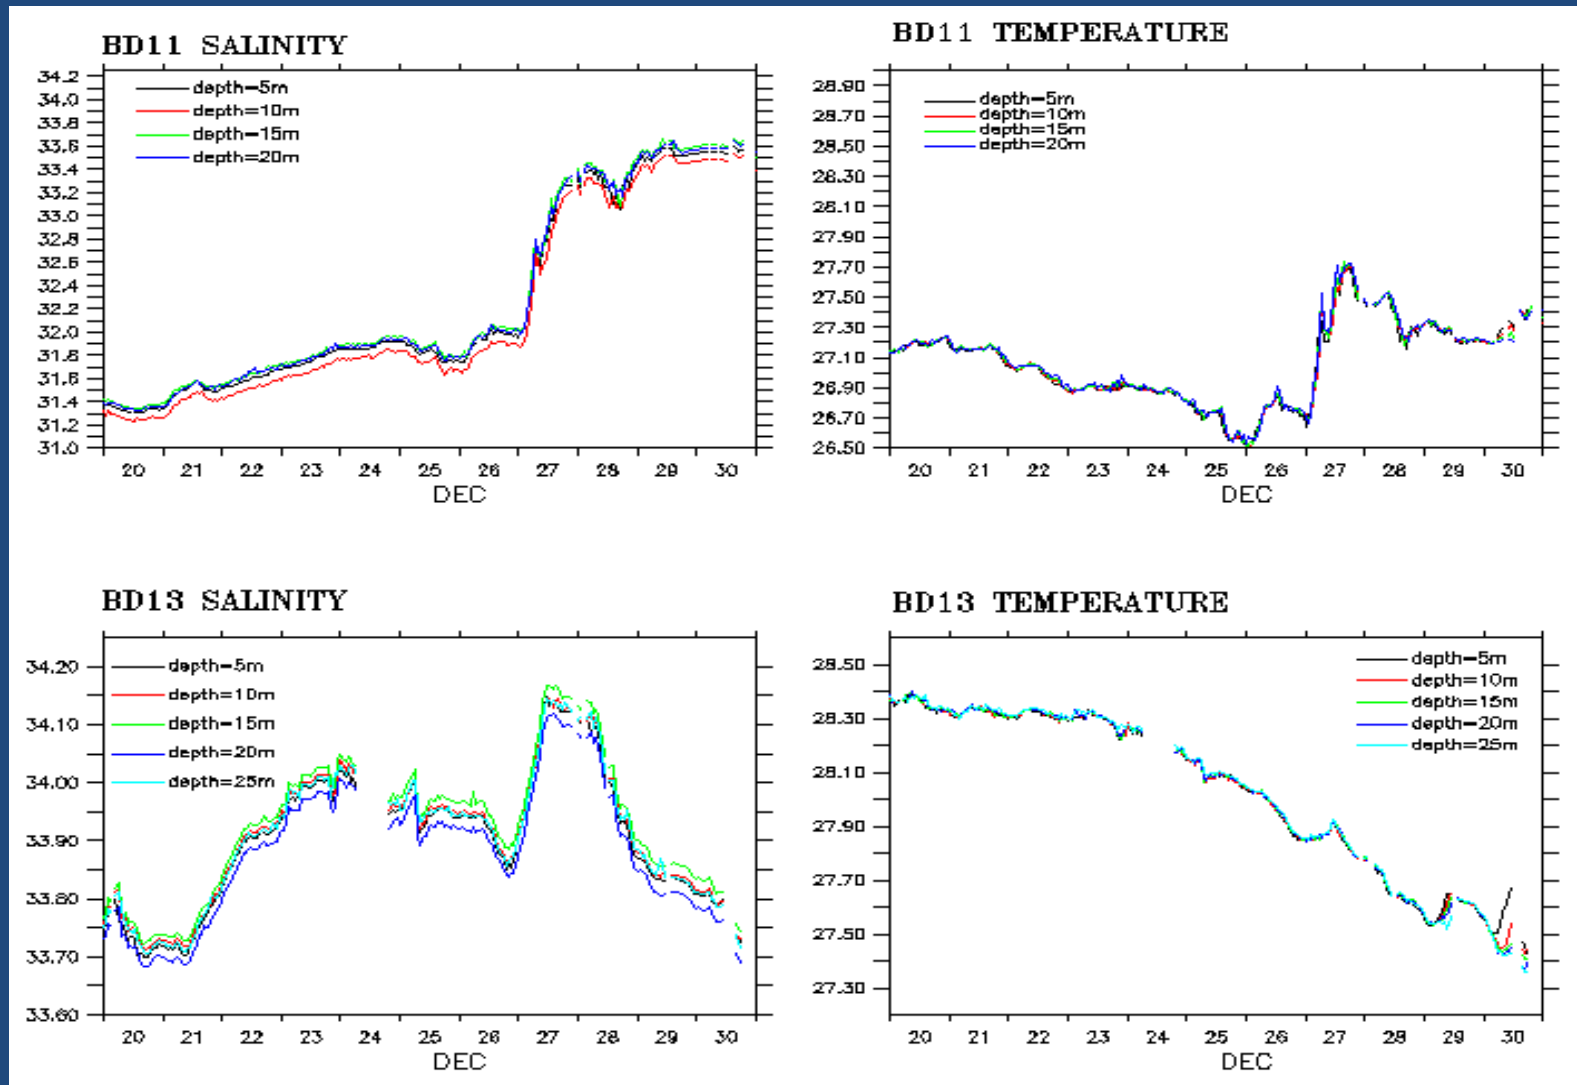 BD11 SALINITY
34.2
34.0
33.8
33.6
33.4
33.2
33.0
32.8
32.6
32.4
32.2
32.0
31.8
31.6
31.4
31.2
31.0
depth=5m
depth=10m
depth=15m
depth=20m
20 21 22 23 24 25 26 27 28 29 30
DEC
BD11 TEMPERATURE
28.90
28.70
28.50
28.30
28.10
27.90
27.70
27.50
27.30
27.10
26.90
26.70
26.50
depth=5m
depth=10m
depth=15m
depth=20m
20 21 22 23 24 25 26 27 28 29 30
DEC
BD13 SALINITY
34.20
34.10
34.00
33.90
33.80
33.70
33.60
depth=5m
depth=10m
depth=15m
depth=20m
depth=25m
20 21 22 23 24 25 26 27 28 29 30
DEC
BD13 TEMPERATURE
28.50
28.30
28.10
27.90
27.70
27.50
27.30
depth=5m
depth=10m
depth=15m
depth=20m
depth=25m
20 21 22 23 24 25 26 27 28 29 30
DEC